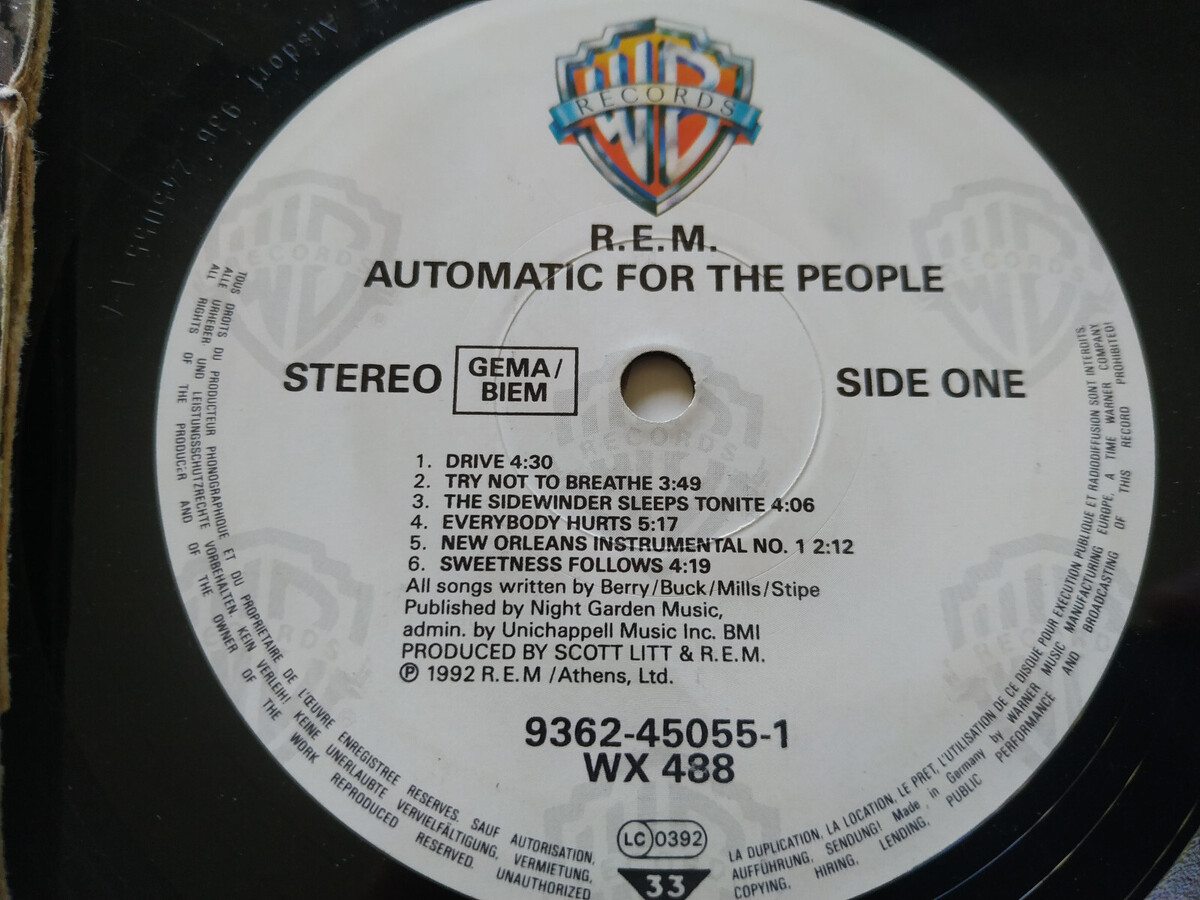 WB
RECORDS
R.E.M.
AUTOMATIC FOR THE PEOPLE
STEREO
GEMA/
BIEM
SIDE ONE
1. DRIVE 4:30
2. TRY NOT TO BREATHE 3:49
3. THE SIDEWINDER SLEEPS TONITE 4:06
4. EVERYBODY HURTS 5:17
5. NEW ORLEANS INSTRUMENTAL NO. 1 2:12
6. SWEETNESS FOLLOWS 4:19
All songs written by Berry/Buck/Mills/Stipe
Published by Night Garden Music,
admin. by Unichappell Music Inc. BMI
PRODUCED BY SCOTT LITT & R.E.M.
℗ 1992 R.E.M /Athens, Ltd.
9362-45055-1
WX 488
LC 0392
33
TOUS DROITS DU PRODUCTEUR PHONOGRAPHIQUE ET DU PROPRIETAIRE DE L'ŒUVRE ENREGISTREE RESERVES. SAUF AUTORISATION,
ALLE URHEBER- UND LEISTUNGSSCHUTZRECHTE VORBEHALTEN. KEIN VERLEIH! KEINE UNERLAUBTE VERVIELFÄLTIGUNG, VERMIETUNG,
ALL RIGHTS OF THE PRODUCER AND OF THE OWNER OF THE WORK REPRODUCED RESERVED. UNAUTHORIZED
LA DUPLICATION, LA LOCATION, LE PRET, L'UTILISATION DE CE DISQUE POUR EXECUTION PUBLIQUE ET RADIODIFFUSION SONT INTERDITS.
AUFFÜHRUNG, SENDUNG! Made in Germany by WARNER MUSIC MANUFACTURING EUROPE, A TIME WARNER COMPANY
COPYING, HIRING, LENDING, PUBLIC PERFORMANCE AND BROADCASTING OF THIS RECORD PROHIBITED!
Alsdorf 936 245055